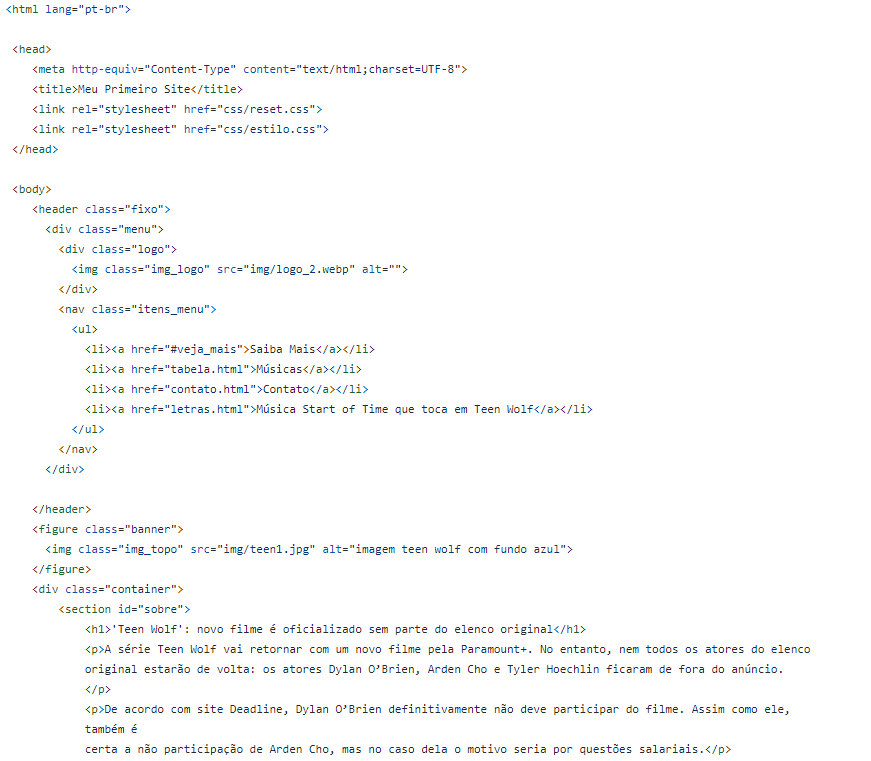 <html lang="pt-br">
<head>
<meta http-equiv="Content-Type" content="text/html;charset=UTF-8">
<title>Meu Primeiro Site</title>
<link rel="stylesheet" href="css/reset.css">
<link rel="stylesheet" href="css/estilo.css">
</head>
<body>
<header class="fixo">
<div class="menu">
<div class="logo">
<img class="img_logo" src="img/logo_2.webp" alt="">
</div>
<nav class="itens_menu">
<ul>
<li><a href="#veja_mais">Saiba Mais</a></li>
<li><a href="tabela.html">Músicas</a></li>
<li><a href="contato.html">Contato</a></li>
<li><a href="letras.html">Música Start of Time que toca em Teen Wolf</a></li>
</ul>
</nav>
</div>
</header>
<figure class="banner">
<img class="img_topo" src="img/teen1.jpg" alt="imagem teen wolf com fundo azul">
</figure>
<div class="container">
<section id="sobre">
<h1>'Teen Wolf': novo filme é oficializado sem parte do elenco original</h1>
<p>A série Teen Wolf vai retornar com um novo filme pela Paramount+. No entanto, nem todos os atores do elenco
original estarão de volta: os atores Dylan O’Brien, Arden Cho e Tyler Hoechlin ficaram de fora do anúncio.
</p>
<p>De acordo com site Deadline, Dylan O’Brien definitivamente não deve participar do filme. Assim como ele,
também é
certa a não participação de Arden Cho, mas no caso dela o motivo seria por questões salariais.</p>